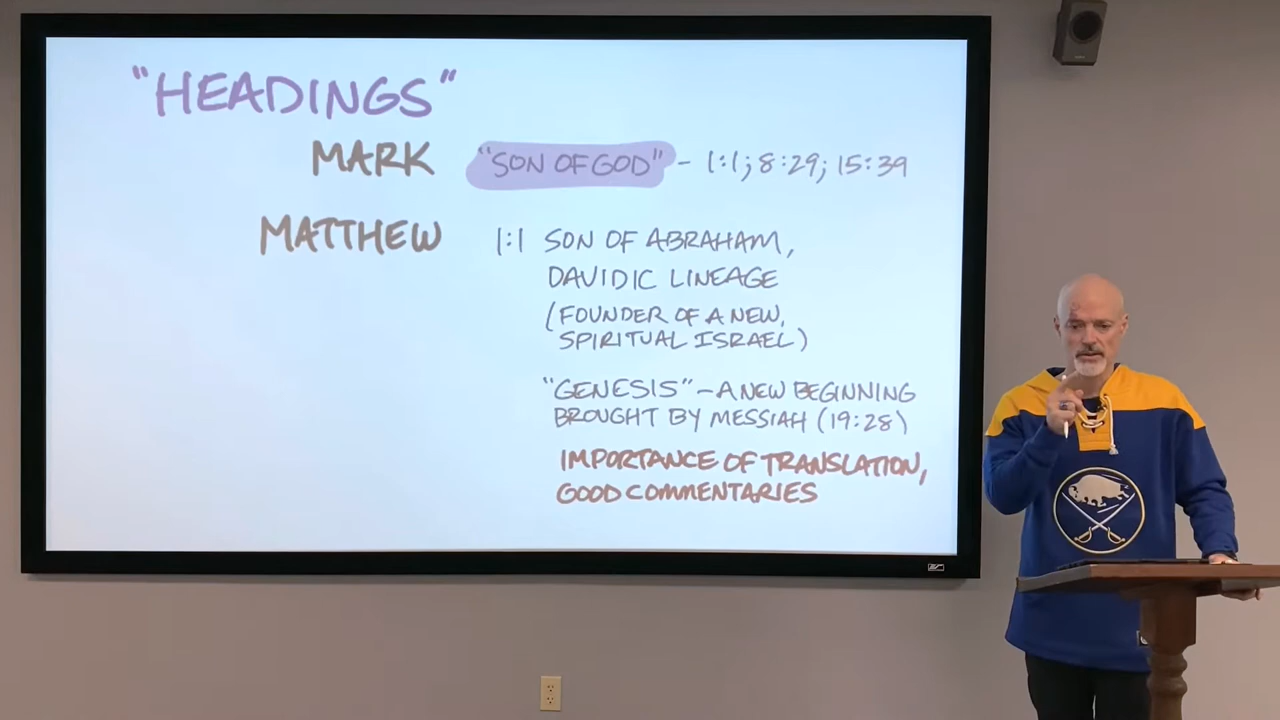 "HEADINGS"
MARK "SON OF GOD" - 1:1; 8:29; 15:39
MATTHEW 1:1 SON OF ABRAHAM,
DAVIDIC LINEAGE
(FOUNDER OF A NEW,
SPIRITUAL ISRAEL)
"GENESIS" - A NEW BEGINNING
BROUGHT BY MESSIAH (19:28)
IMPORTANCE OF TRANSLATION,
GOOD COMMENTARIES